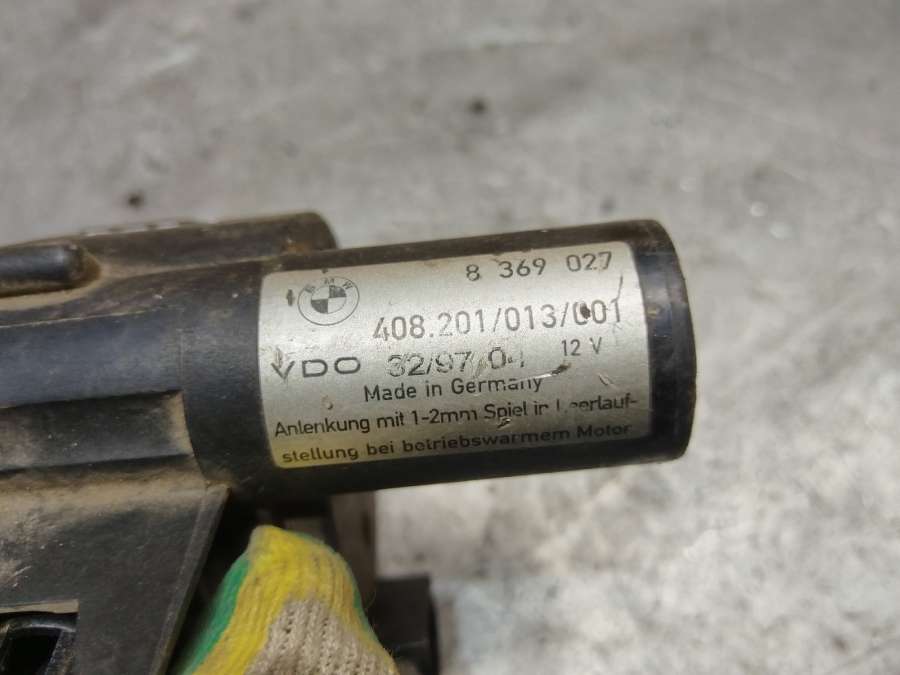 BMW
8 369 027
408.201/013/001
VDO 32/97/04 12 V
Made in Germany
Anlenkung mit 1-2mm Spiel in Leerlauf-
stellung bei betriebswarmem Motor